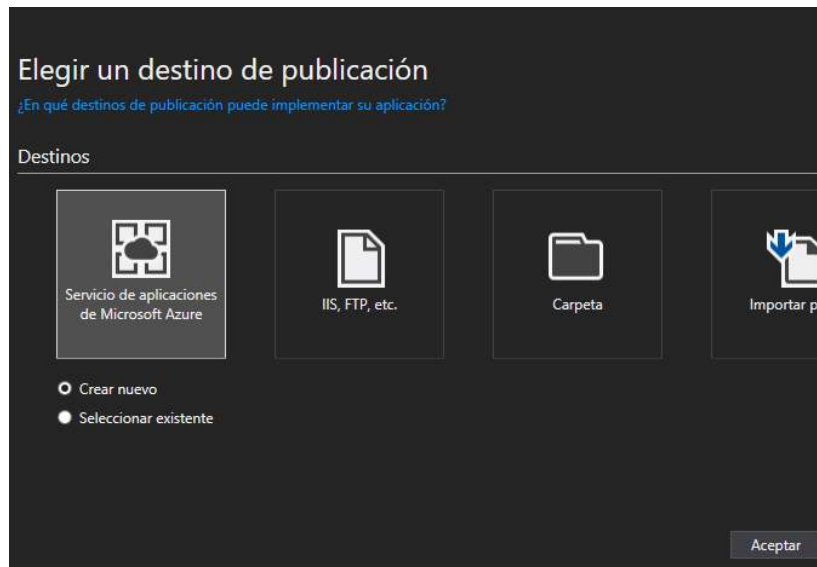 Elegir un destino de publicación
¿En qué destinos de publicación puede implementar su aplicación?
Destinos
Servicio de aplicaciones
de Microsoft Azure
IIS, FTP, etc.
Carpeta
Importar p
Crear nuevo
Seleccionar existente
Aceptar